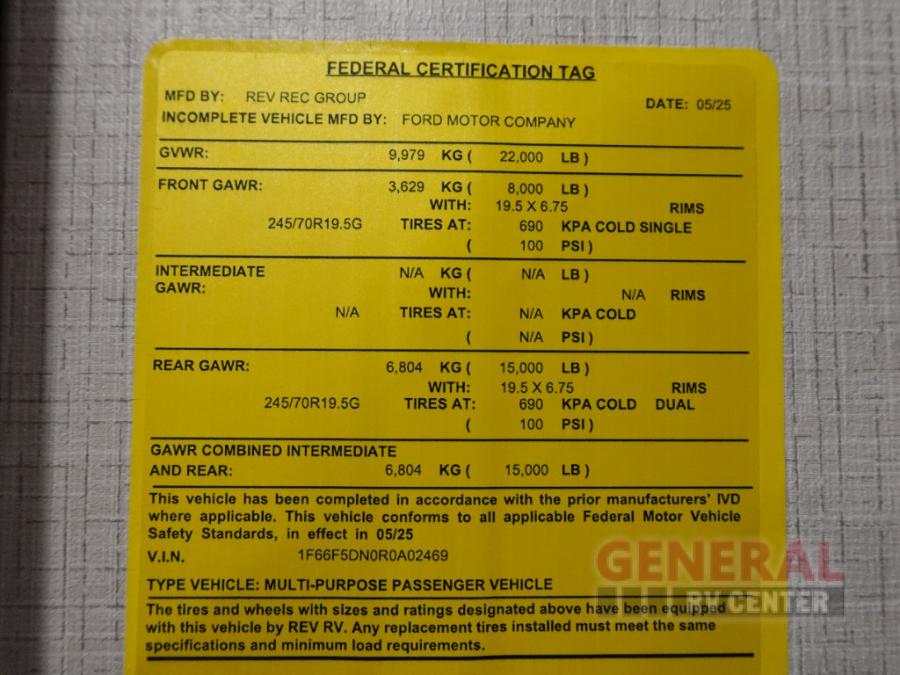 FEDERAL CERTIFICATION TAG
MFD BY: REV REC GROUP DATE: 05/25
INCOMPLETE VEHICLE MFD BY: FORD MOTOR COMPANY
GVWR: 9,979 KG ( 22,000 LB )
FRONT GAWR: 3,629 KG ( 8,000 LB )
WITH: 19.5 X 6.75 RIMS
245/70R19.5G TIRES AT: 690 KPA COLD SINGLE
( 100 PSI )
INTERMEDIATE N/A KG ( N/A LB )
GAWR: WITH: N/A RIMS
N/A TIRES AT: N/A KPA COLD
( N/A PSI )
REAR GAWR: 6,804 KG ( 15,000 LB )
WITH: 19.5 X 6.75 RIMS
245/70R19.5G TIRES AT: 690 KPA COLD DUAL
( 100 PSI )
GAWR COMBINED INTERMEDIATE
AND REAR: 6,804 KG ( 15,000 LB )
This vehicle has been completed in accordance with the prior manufacturers' IVD
where applicable. This vehicle conforms to all applicable Federal Motor Vehicle
Safety Standards, in effect in 05/25
V.I.N. 1F66F5DN0R0A02469
TYPE VEHICLE: MULTI-PURPOSE PASSENGER VEHICLE
The tires and wheels with sizes and ratings designated above have been equipped
with this vehicle by REV RV. Any replacement tires installed must meet the same
specifications and minimum load requirements.
GENERAL
RV CENTER